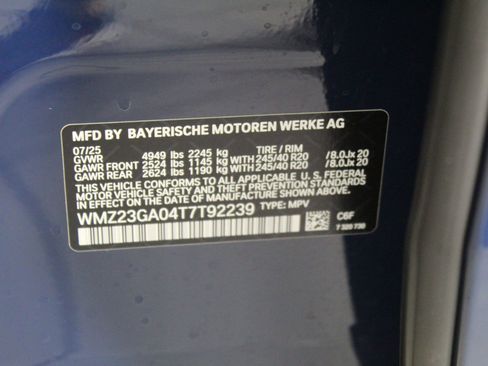 MFD BY BAYERISCHE MOTOREN WERKE AG
07/25 TIRE / RIM
GVWR 4949 lbs 2245 kg
GAWR FRONT 2524 lbs 1145 kg WITH 245/40 R20 /8.0Jx 20
GAWR REAR 2624 lbs 1190 kg WITH 245/40 R20 /8.0Jx 20
THIS VEHICLE CONFORMS TO ALL APPLICABLE U.S. FEDERAL
MOTOR VEHICLE SAFETY AND THEFT PREVENTION STANDARDS
IN EFFECT ON THE DATE OF MANUFACTURE SHOWN ABOVE.
WMZ23GA04T7T92239 TYPE: MPV
C6F
7 320 730